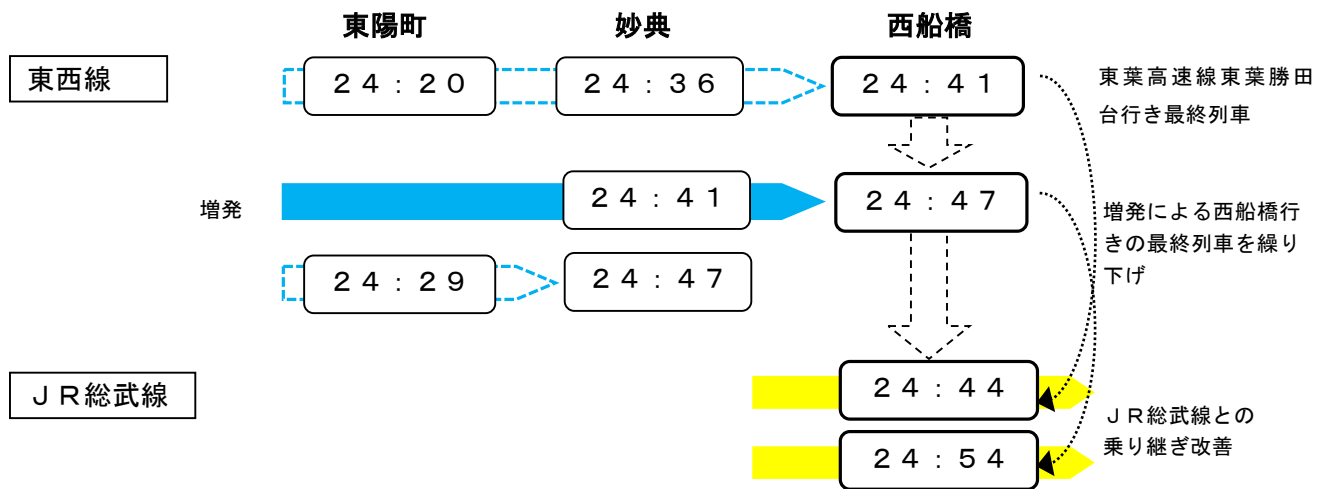 東陽町 妙典 西船橋
東西線
２４：２０ ２４：３６ ２４：４１
東葉高速線東葉勝田
台行き最終列車
増発
２４：４１ ２４：４７
増発による西船橋行
きの最終列車を繰り
下げ
２４：２９ ２４：４７
ＪＲ総武線
２４：４４
２４：５４
ＪＲ総武線との
乗り継ぎ改善